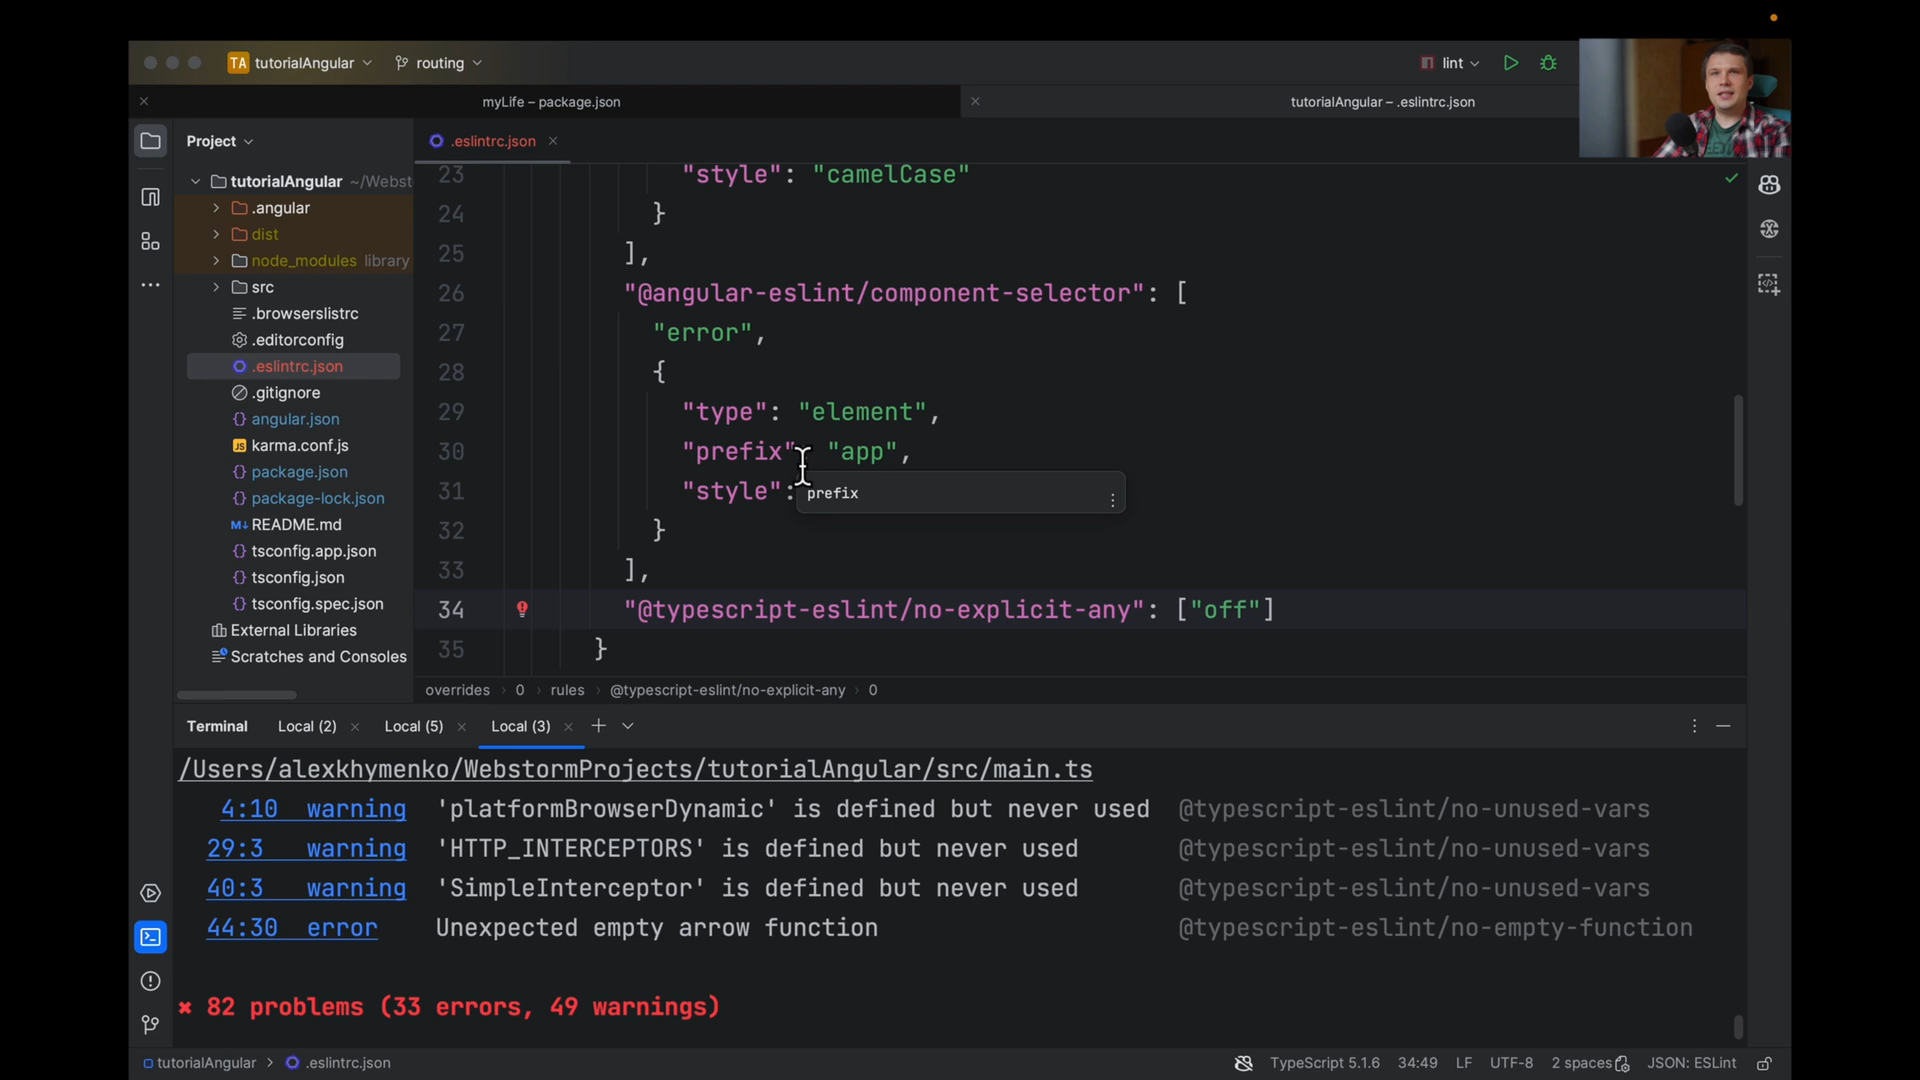 TA tutorialAngular
routing
lint
myLife – package.json
tutorialAngular – .eslintrc.json
Project
.eslintrc.json
tutorialAngular ~/Webst
.angular
dist
node_modules library
src
.browserslistrc
.editorconfig
.eslintrc.json
.gitignore
angular.json
JS karma.conf.js
package.json
package-lock.json
M↓ README.md
tsconfig.app.json
tsconfig.json
tsconfig.spec.json
External Libraries
Scratches and Consoles
23 "style": "camelCase"
24 }
25 ],
26 "@angular-eslint/component-selector": [
27 "error",
28 {
29 "type": "element",
30 "prefix": "app",
31 "style":
prefix
32 }
33 ],
34 "@typescript-eslint/no-explicit-any": ["off"]
35 }
overrides › 0 › rules › @typescript-eslint/no-explicit-any › 0
Terminal Local (2) Local (5) Local (3)
/Users/alexkhymenko/WebstormProjects/tutorialAngular/src/main.ts
4:10 warning 'platformBrowserDynamic' is defined but never used @typescript-eslint/no-unused-vars
29:3 warning 'HTTP_INTERCEPTORS' is defined but never used @typescript-eslint/no-unused-vars
40:3 warning 'SimpleInterceptor' is defined but never used @typescript-eslint/no-unused-vars
44:30 error Unexpected empty arrow function @typescript-eslint/no-empty-function
✖ 82 problems (33 errors, 49 warnings)
tutorialAngular › .eslintrc.json
TypeScript 5.1.6 34:49 LF UTF-8 2 spaces JSON: ESLint